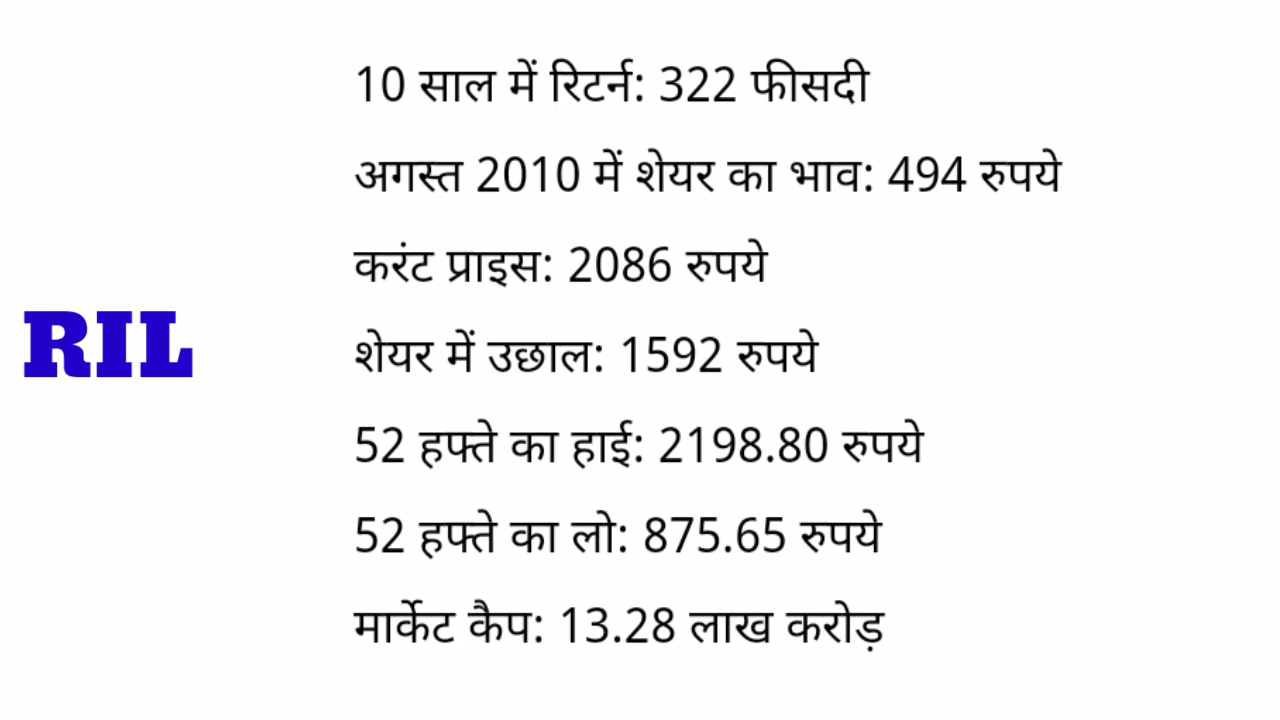 10 साल में रिटर्न: 322 फीसदी
अगस्त 2010 में शेयर का भाव: 494 रुपये
करंट प्राइस: 2086 रुपये
RIL
शेयर में उछाल: 1592 रुपये
52 हफ्ते का हाई: 2198.80 रुपये
52 हफ्ते का लो: 875.65 रुपये
मार्केट कैप: 13.28 लाख करोड़